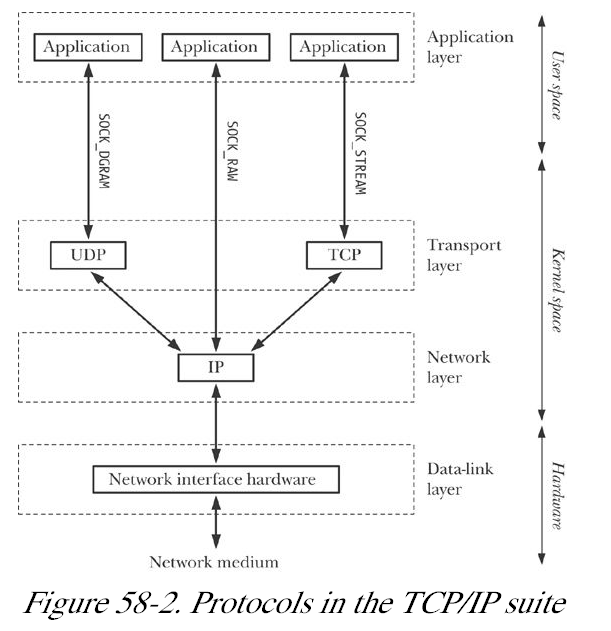 Application
Application
Application
Application
layer
User space
SOCK_DGRAM
SOCK_RAW
SOCK_STREAM
UDP
TCP
Transport
layer
Kernel space
IP
Network
layer
Network interface hardware
Data-link
layer
Hardware
Network medium
Figure 58-2. Protocols in the TCP/IP suite